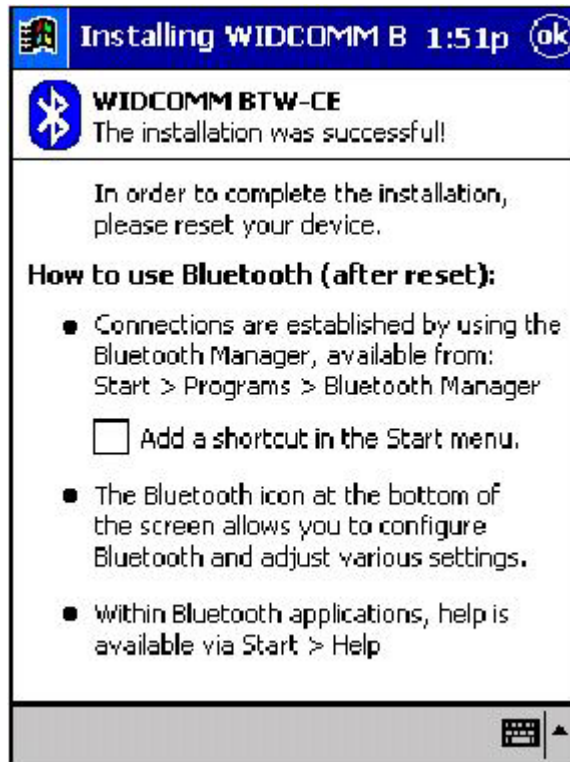 Installing WIDCOMM B 1:51p ok
WIDCOMM BTW-CE
The installation was successful!
In order to complete the installation,
please reset your device.
How to use Bluetooth (after reset):
• Connections are established by using the
Bluetooth Manager, available from:
Start > Programs > Bluetooth Manager
Add a shortcut in the Start menu.
• The Bluetooth icon at the bottom of
the screen allows you to configure
Bluetooth and adjust various settings.
• Within Bluetooth applications, help is
available via Start > Help